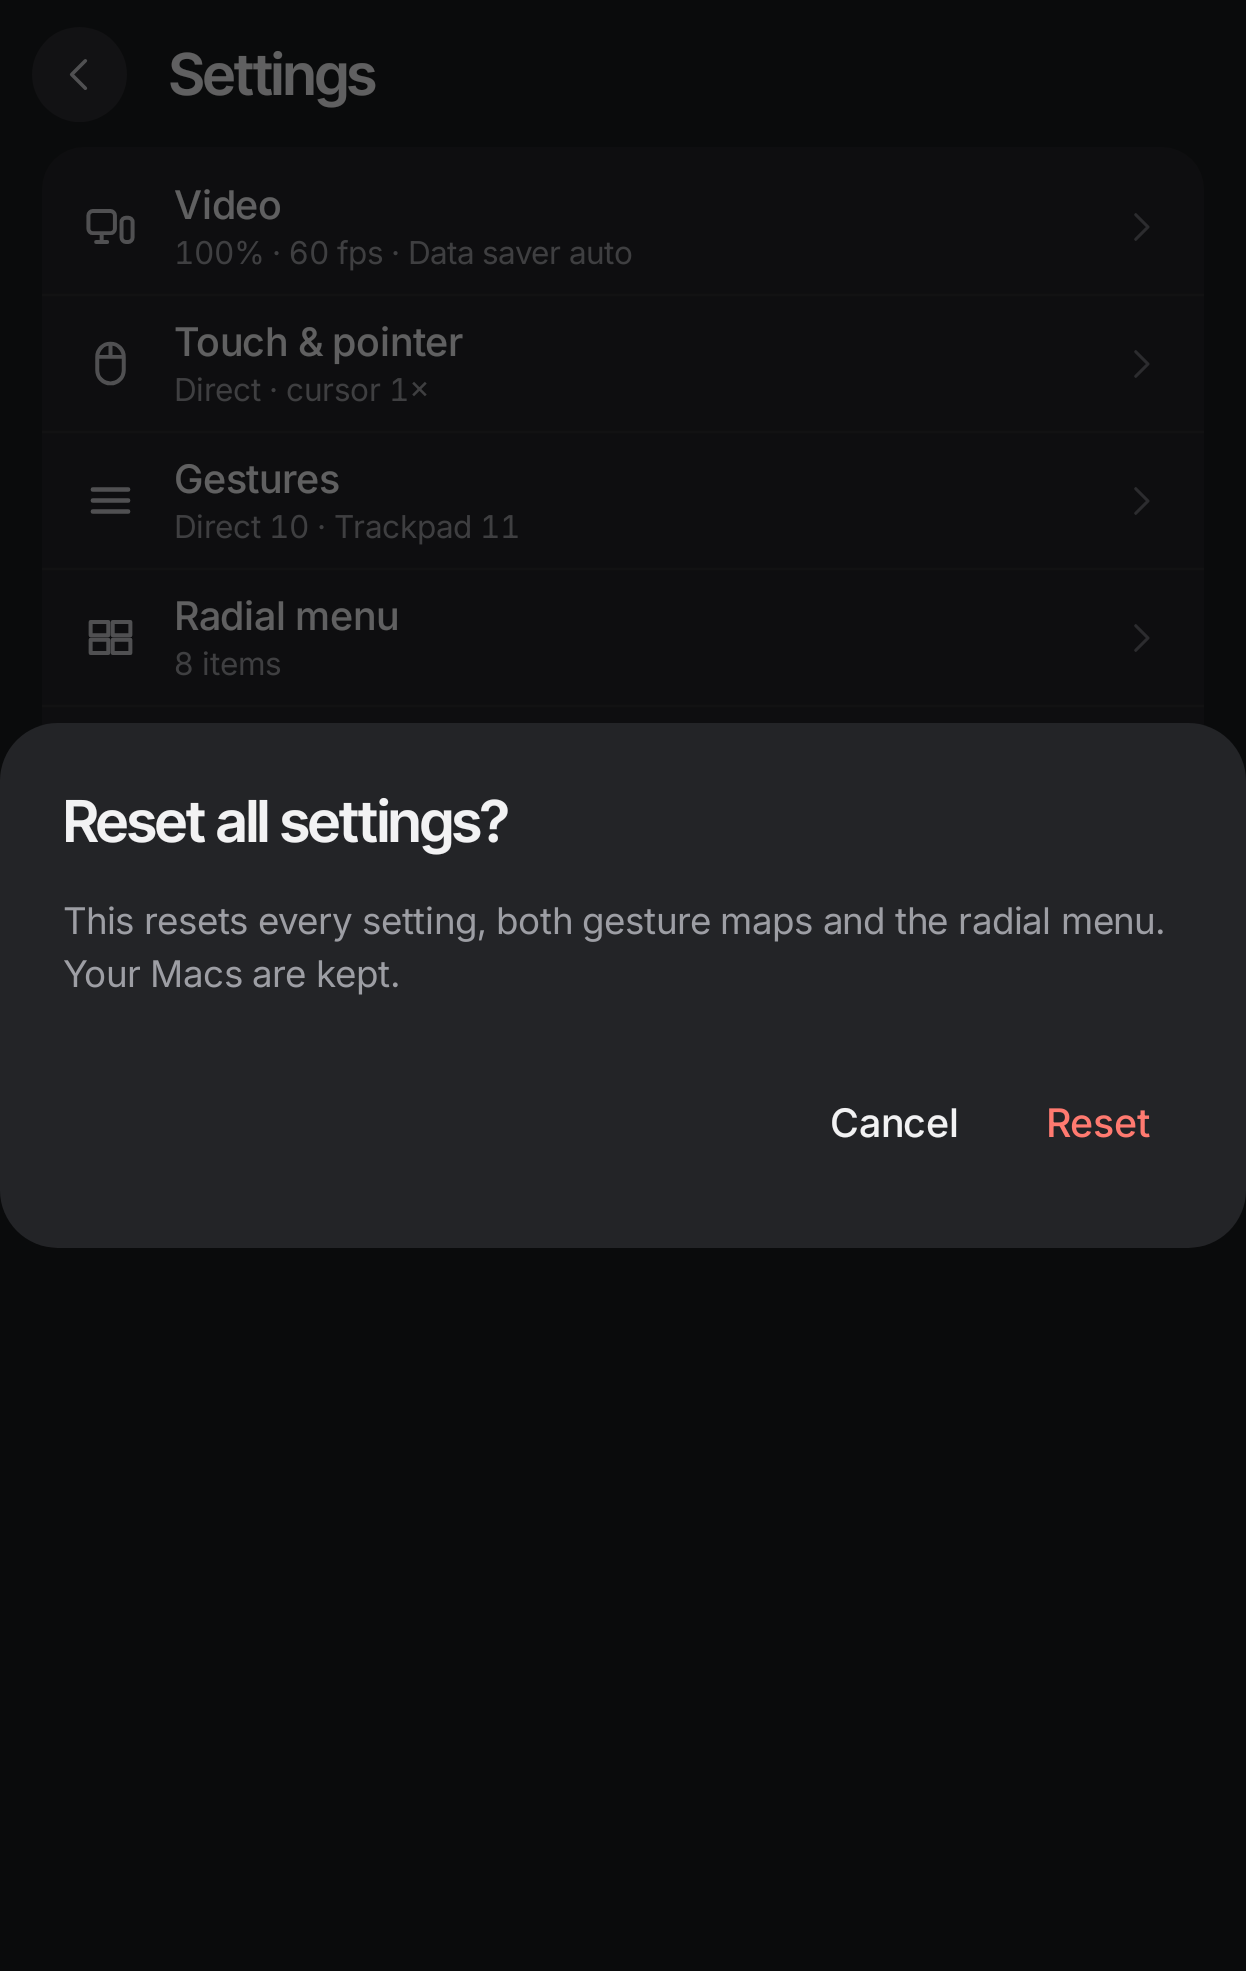 Settings
Video
100% · 60 fps · Data saver auto
Touch & pointer
Direct · cursor 1×
Gestures
Direct 10 · Trackpad 11
Radial menu
8 items
Reset all settings?
This resets every setting, both gesture maps and the radial menu.
Your Macs are kept.
Cancel Reset